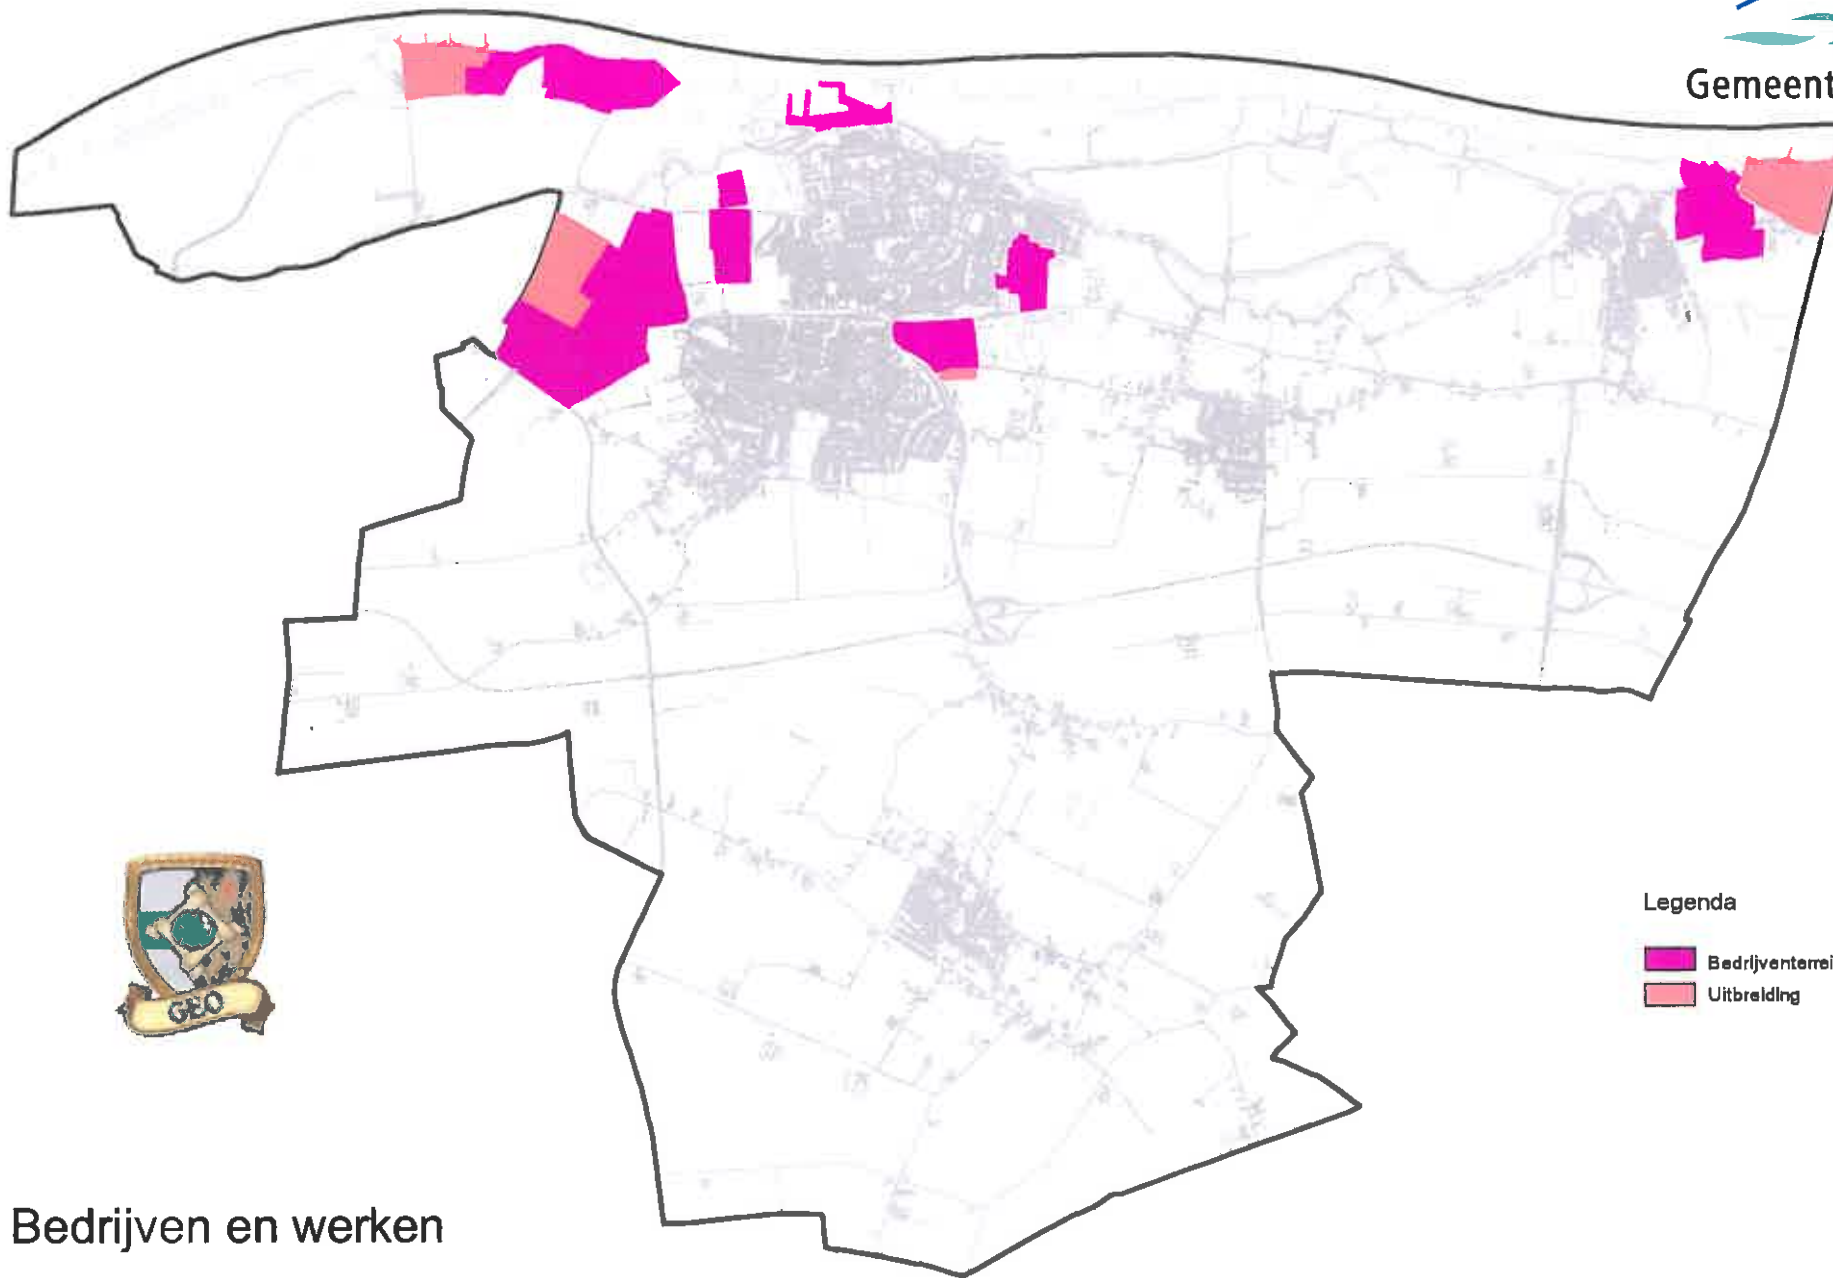 Gemeent
Legenda
Bedrijventerrei
Uitbreiding
GEO
Bedrijven en werken